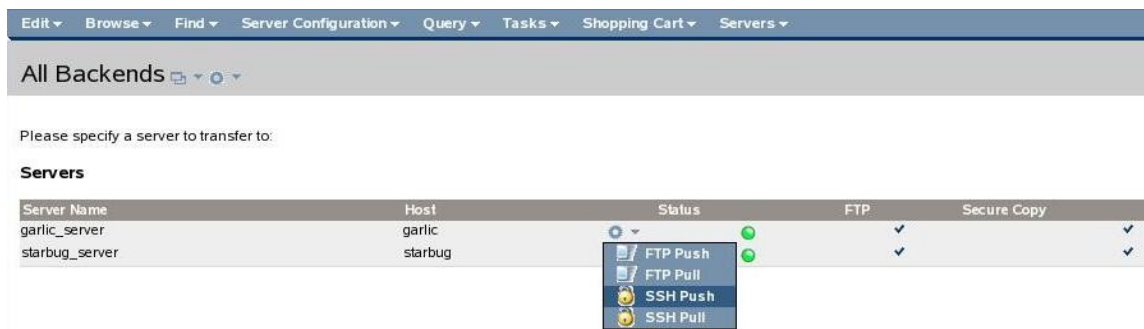 Edit Browse Find Server Configuration Query Tasks Shopping Cart Servers
All Backends
Please specify a server to transfer to:
Servers
Server Name Host Status FTP Secure Copy
garlic_server garlic
starbug_server starbug
FTP Push
FTP Pull
SSH Push
SSH Pull